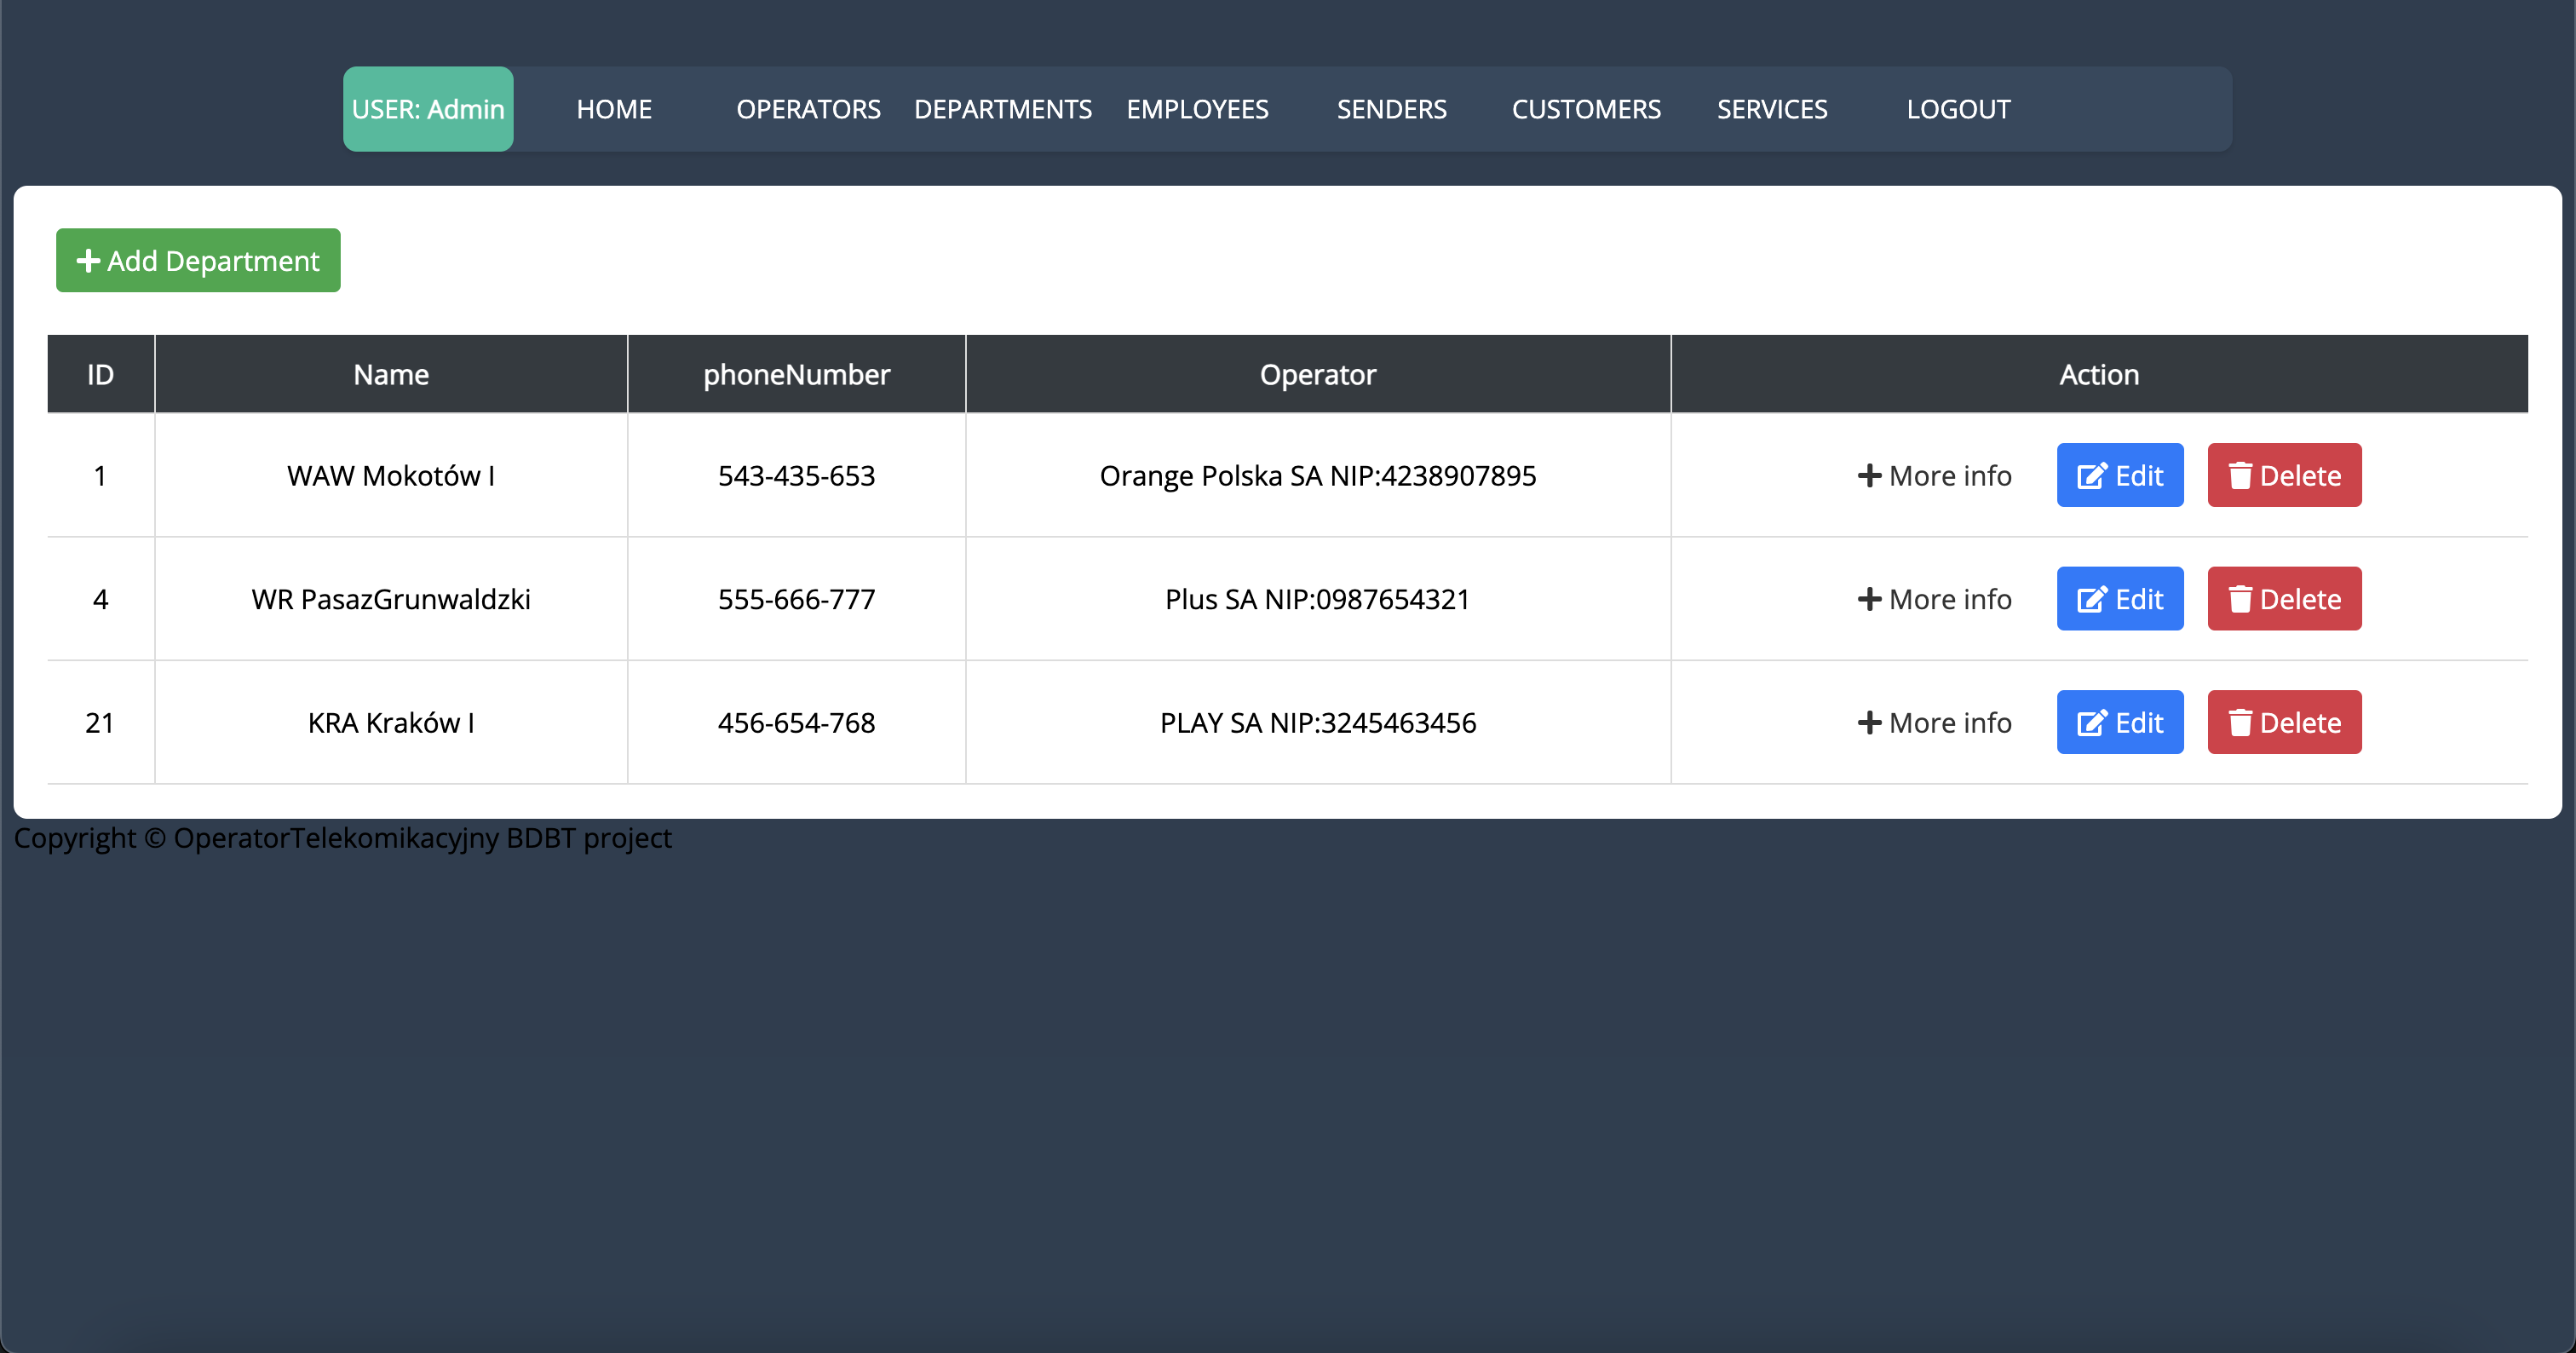 USER: Admin HOME OPERATORS DEPARTMENTS EMPLOYEES SENDERS CUSTOMERS SERVICES LOGOUT
Add Department
ID Name phoneNumber Operator Action
1 WAW Mokotów I 543-435-653 Orange Polska SA NIP:4238907895 More info Edit Delete
4 WR PasazGrunwaldzki 555-666-777 Plus SA NIP:0987654321 More info Edit Delete
21 KRA Kraków I 456-654-768 PLAY SA NIP:3245463456 More info Edit Delete
Copyright © OperatorTelekomikacyjny BDBT project